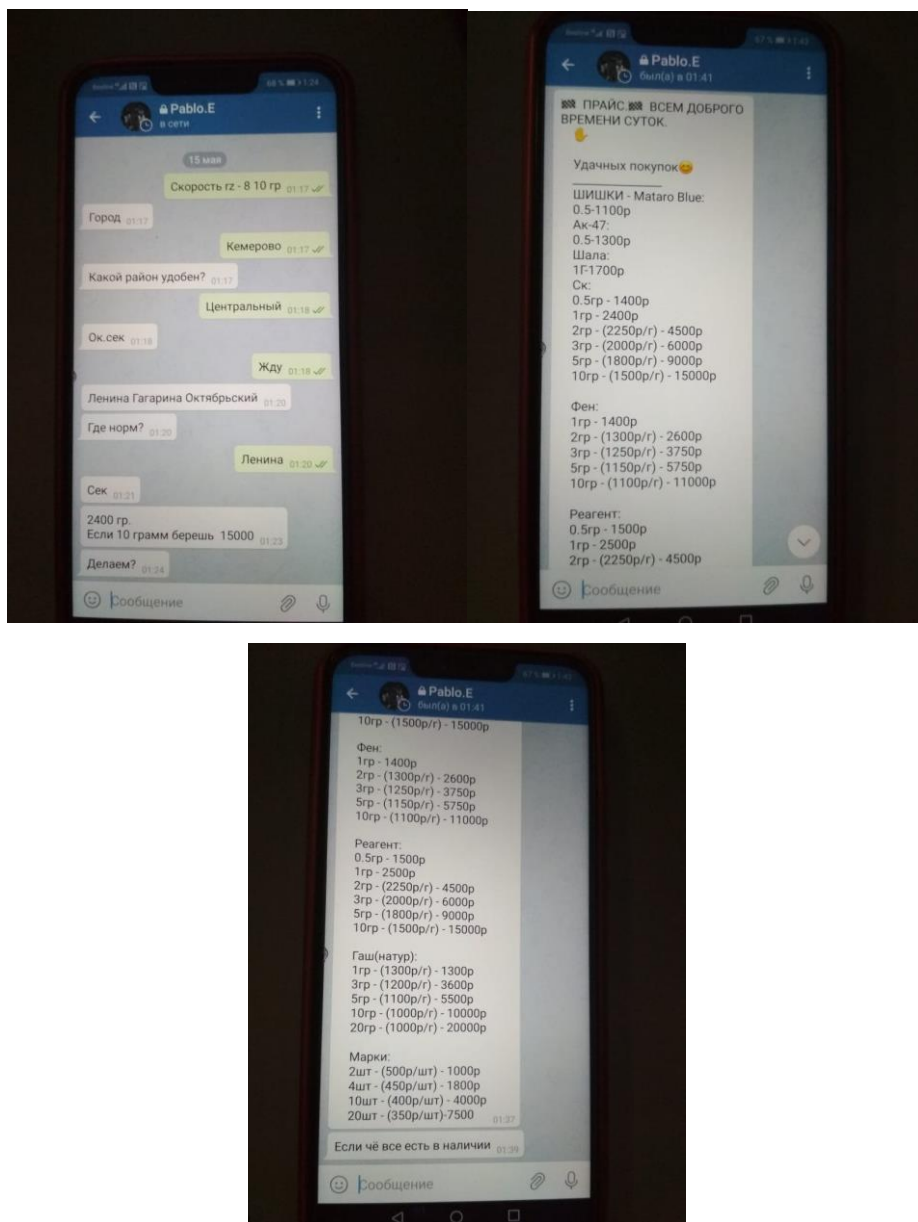 68 % 1:24
Pablo.E
в сети
15 мая
Скорость rz - 8 10 гр 01:17
Город 01:17
Кемерово 01:17
Какой район удобен? 01:17
Центральный 01:18
Ок.сек 01:18
Жду 01:18
Ленина Гагарина Октябрьский 01:20
Где норм? 01:20
Ленина 01:20
Сек 01:21
2400 гр.
Если 10 грамм берешь 15000 01:23
Делаем? 01:24
Сообщение
67 % 1:42
Pablo.E
был(а) в 01:41
ПРАЙС. ВСЕМ ДОБРОГО
ВРЕМЕНИ СУТОК.
Удачных покупок
ШИШКИ - Mataro Blue:
0.5-1100р
Ак-47:
0.5-1300р
Шала:
1Г-1700р
Ск:
0.5гр - 1400р
1гр - 2400р
2гр - (2250р/г) - 4500р
3гр - (2000р/г) - 6000р
5гр - (1800р/г) - 9000р
10гр - (1500р/г) - 15000р
Фен:
1гр - 1400р
2гр - (1300р/г) - 2600р
3гр - (1250р/г) - 3750р
5гр - (1150р/г) - 5750р
10гр - (1100р/г) - 11000р
Реагент:
0.5гр - 1500р
1гр - 2500р
2гр - (2250р/г) - 4500р
Сообщение
67 % 1:42
Pablo.E
был(а) в 01:41
10гр - (1500р/г) - 15000р
Фен:
1гр - 1400р
2гр - (1300р/г) - 2600р
3гр - (1250р/г) - 3750р
5гр - (1150р/г) - 5750р
10гр - (1100р/г) - 11000р
Реагент:
0.5гр - 1500р
1гр - 2500р
2гр - (2250р/г) - 4500р
3гр - (2000р/г) - 6000р
5гр - (1800р/г) - 9000р
10гр - (1500р/г) - 15000р
Гаш(натур):
1гр - (1300р/г) - 1300р
3гр - (1200р/г) - 3600р
5гр - (1100р/г) - 5500р
10гр - (1000р/г) - 10000р
20гр - (1000р/г) - 20000р
Марки:
2шт - (500р/шт) - 1000р
4шт - (450р/шт) - 1800р
10шт - (400р/шт) - 4000р
20шт - (350р/шт)-7500 01:37
Если чё все есть в наличии 01:39
Сообщение